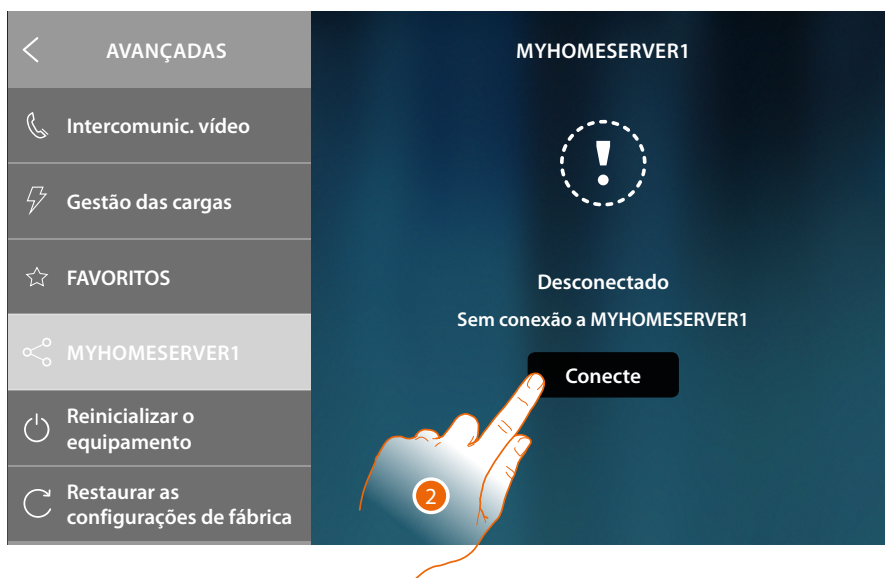 AVANÇADAS
Intercomunic. vídeo
Gestão das cargas
FAVORITOS
MYHOMESERVER1
Reinicializar o
equipamento
Restaurar as
configurações de fábrica
MYHOMESERVER1
!
Desconectado
Sem conexão a MYHOMESERVER1
Conecte
2